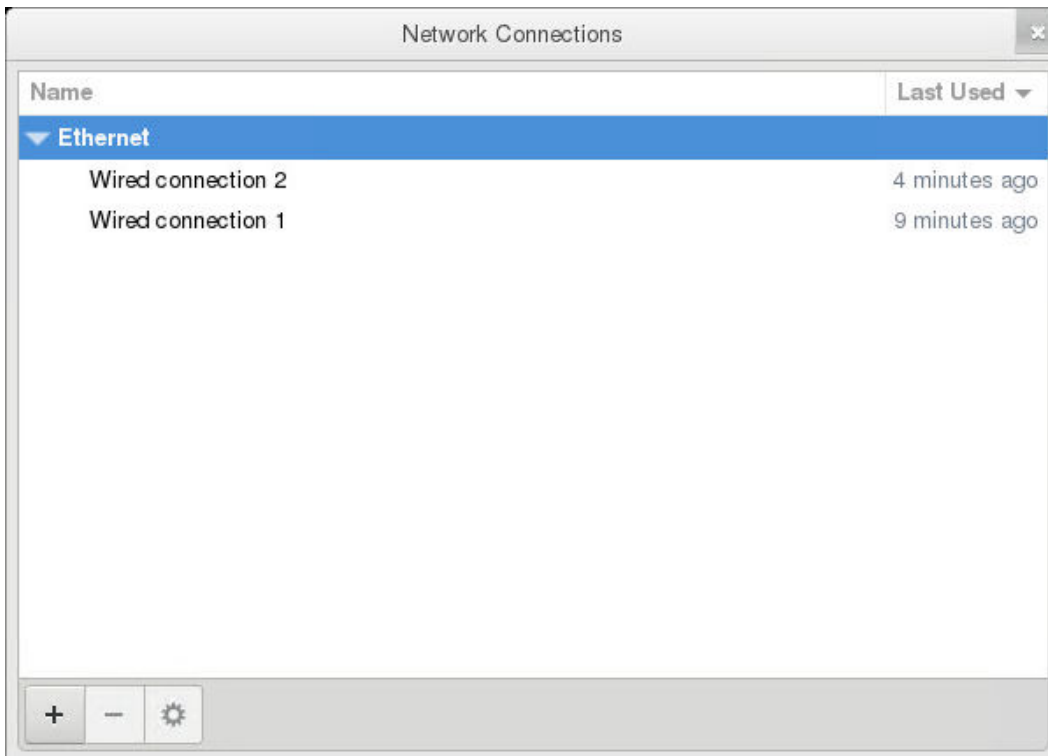 Network Connections
Name Last Used
Ethernet
Wired connection 2 4 minutes ago
Wired connection 1 9 minutes ago